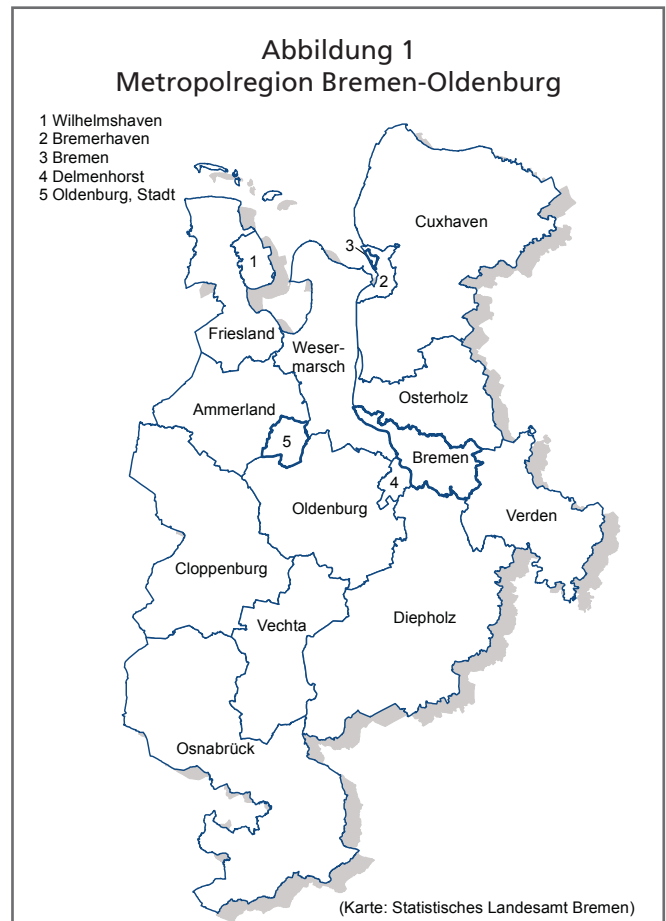 Abbildung 1
Metropolregion Bremen-Oldenburg
1 Wilhelmshaven
2 Bremerhaven
3 Bremen
4 Delmenhorst
5 Oldenburg, Stadt
Cuxhaven
3
1
2
Friesland
Weser-
marsch
Osterholz
Ammerland
5
Bremen
4
Oldenburg
Verden
Cloppenburg
Diepholz
Vechta
Osnabrück
(Karte: Statistisches Landesamt Bremen)